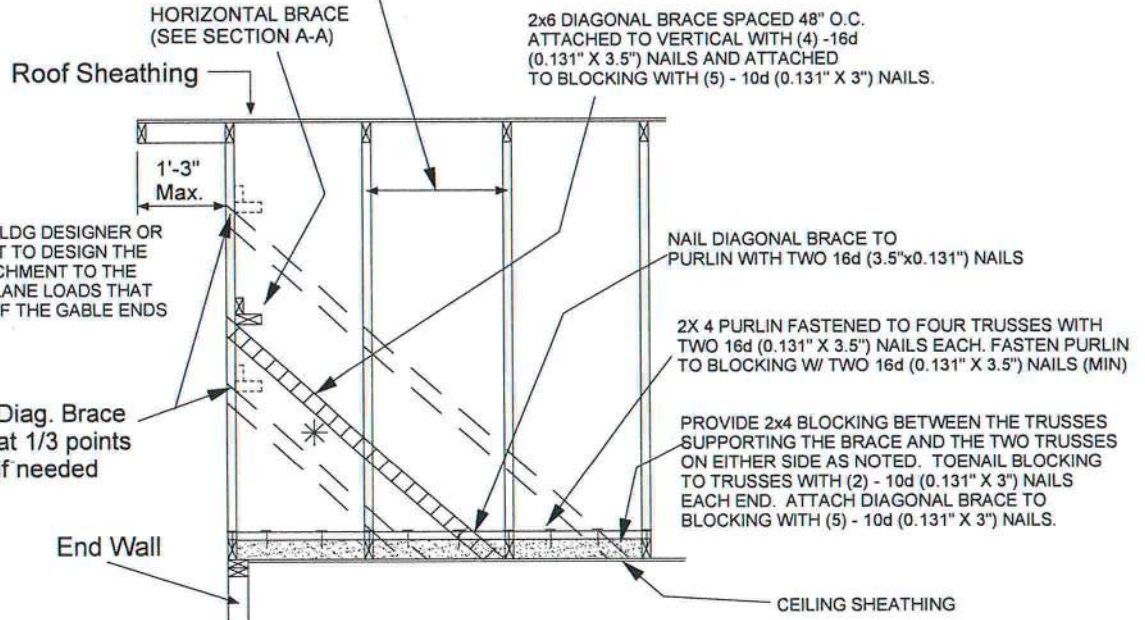 HORIZONTAL BRACE
(SEE SECTION A-A)
2x6 DIAGONAL BRACE SPACED 48" O.C.
ATTACHED TO VERTICAL WITH (4) -16d
(0.131" X 3.5") NAILS AND ATTACHED
TO BLOCKING WITH (5) - 10d (0.131" X 3") NAILS.
Roof Sheathing
1'-3"
Max.
LDG DESIGNER OR
T TO DESIGN THE
CHMENT TO THE
LANE LOADS THAT
F THE GABLE ENDS
NAIL DIAGONAL BRACE TO
PURLIN WITH TWO 16d (3.5"x0.131") NAILS
2X 4 PURLIN FASTENED TO FOUR TRUSSES WITH
TWO 16d (0.131" X 3.5") NAILS EACH. FASTEN PURLIN
TO BLOCKING W/ TWO 16d (0.131" X 3.5") NAILS (MIN)
Diag. Brace
at 1/3 points
if needed
PROVIDE 2x4 BLOCKING BETWEEN THE TRUSSES
SUPPORTING THE BRACE AND THE TWO TRUSSES
ON EITHER SIDE AS NOTED. TOENAIL BLOCKING
TO TRUSSES WITH (2) - 10d (0.131" X 3") NAILS
EACH END. ATTACH DIAGONAL BRACE TO
BLOCKING WITH (5) - 10d (0.131" X 3") NAILS.
End Wall
CEILING SHEATHING